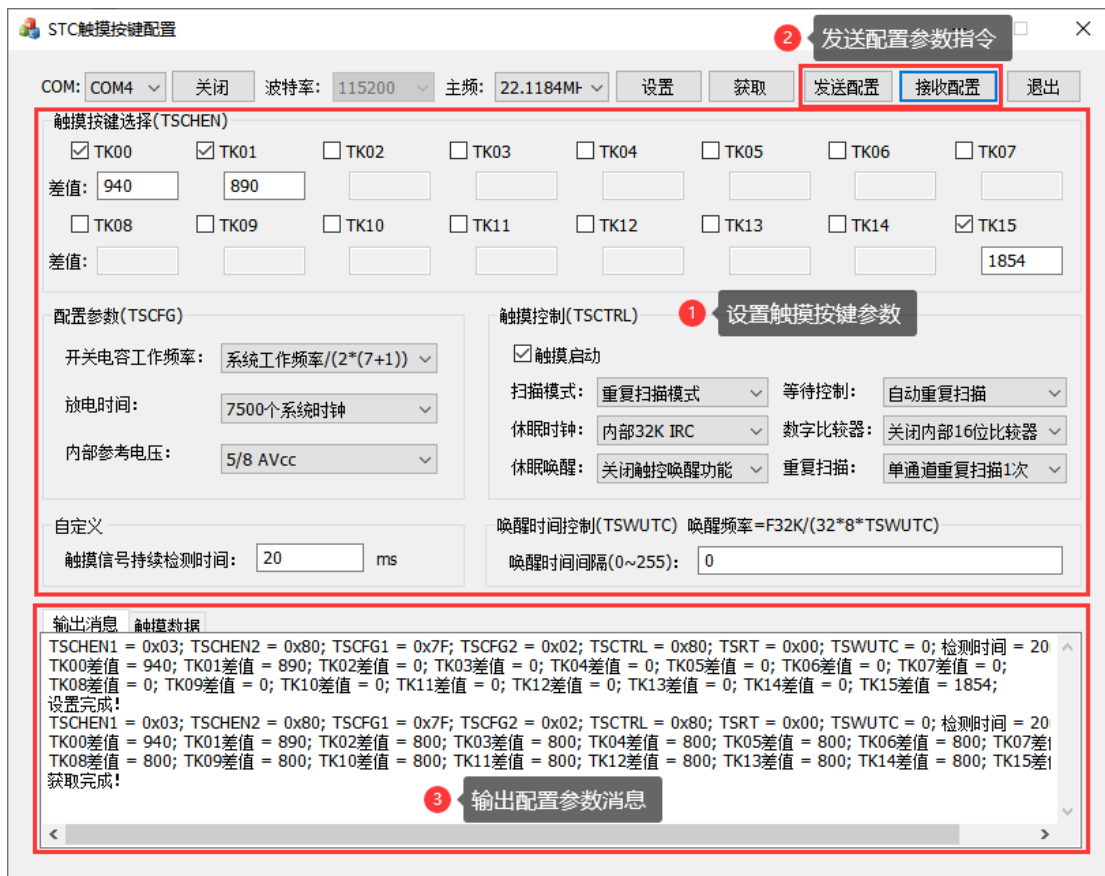 STC触摸按键配置
2 发送配置参数指令
COM: COM4 关闭 波特率: 115200 主频: 22.1184MH 设置 获取 发送配置 接收配置 退出
触摸按键选择(TSCHEN)
TK00 TK01 TK02 TK03 TK04 TK05 TK06 TK07
差值: 940 890
TK08 TK09 TK10 TK11 TK12 TK13 TK14 TK15
差值: 1854
配置参数(TSCFG)
开关电容工作频率: 系统工作频率/(2*(7+1))
放电时间: 7500个系统时钟
内部参考电压: 5/8 AVcc
触摸控制(TSCTRL)
1 设置触摸按键参数
触摸启动
扫描模式: 重复扫描模式 等待控制: 自动重复扫描
休眠时钟: 内部32K IRC 数字比较器: 关闭内部16位比较器
休眠唤醒: 关闭触控唤醒功能 重复扫描: 单通道重复扫描1次
自定义
触摸信号持续检测时间: 20 ms
唤醒时间控制(TSWUTC) 唤醒频率=F32K/(32*8*TSWUTC)
唤醒时间间隔(0~255): 0
输出消息 触摸数据
TSCHEN1 = 0x03; TSCHEN2 = 0x80; TSCFG1 = 0x7F; TSCFG2 = 0x02; TSCTRL = 0x80; TSRT = 0x00; TSWUTC = 0; 检测时间 = 20
TK00差值 = 940; TK01差值 = 890; TK02差值 = 0; TK03差值 = 0; TK04差值 = 0; TK05差值 = 0; TK06差值 = 0; TK07差值 = 0;
TK08差值 = 0; TK09差值 = 0; TK10差值 = 0; TK11差值 = 0; TK12差值 = 0; TK13差值 = 0; TK14差值 = 0; TK15差值 = 1854;
设置完成!
TSCHEN1 = 0x03; TSCHEN2 = 0x80; TSCFG1 = 0x7F; TSCFG2 = 0x02; TSCTRL = 0x80; TSRT = 0x00; TSWUTC = 0; 检测时间 = 20
TK00差值 = 940; TK01差值 = 890; TK02差值 = 800; TK03差值 = 800; TK04差值 = 800; TK05差值 = 800; TK06差值 = 800; TK07差
TK08差值 = 800; TK09差值 = 800; TK10差值 = 800; TK11差值 = 800; TK12差值 = 800; TK13差值 = 800; TK14差值 = 800; TK15差
获取完成!
3 输出配置参数消息